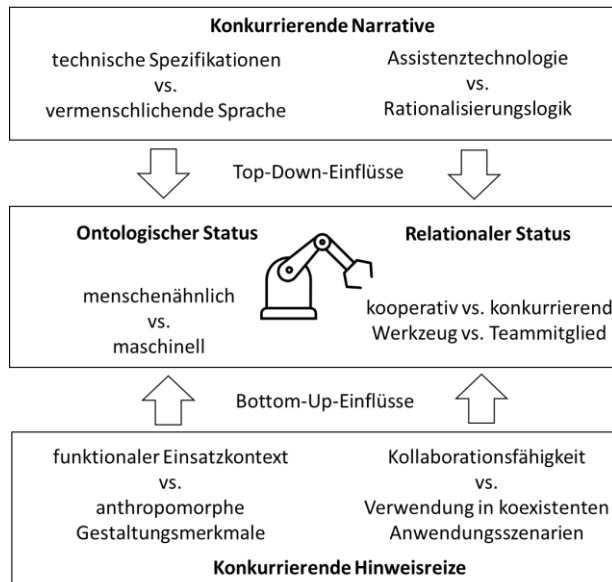 Konkurrierende Narrative
technische Spezifikationen
vs.
vermenschlichende Sprache
Assistenztechnologie
vs.
Rationalisierungslogik
Top-Down-Einflüsse
Ontologischer Status
menschenähnlich
vs.
maschinell
Relationaler Status
kooperativ vs. konkurrierend
Werkzeug vs. Teammitglied
Bottom-Up-Einflüsse
funktionaler Einsatzkontext
vs.
anthropomorphe
Gestaltungsmerkmale
Kollaborationsfähigkeit
vs.
Verwendung in koexistenten
Anwendungsszenarien
Konkurrierende Hinweisreize